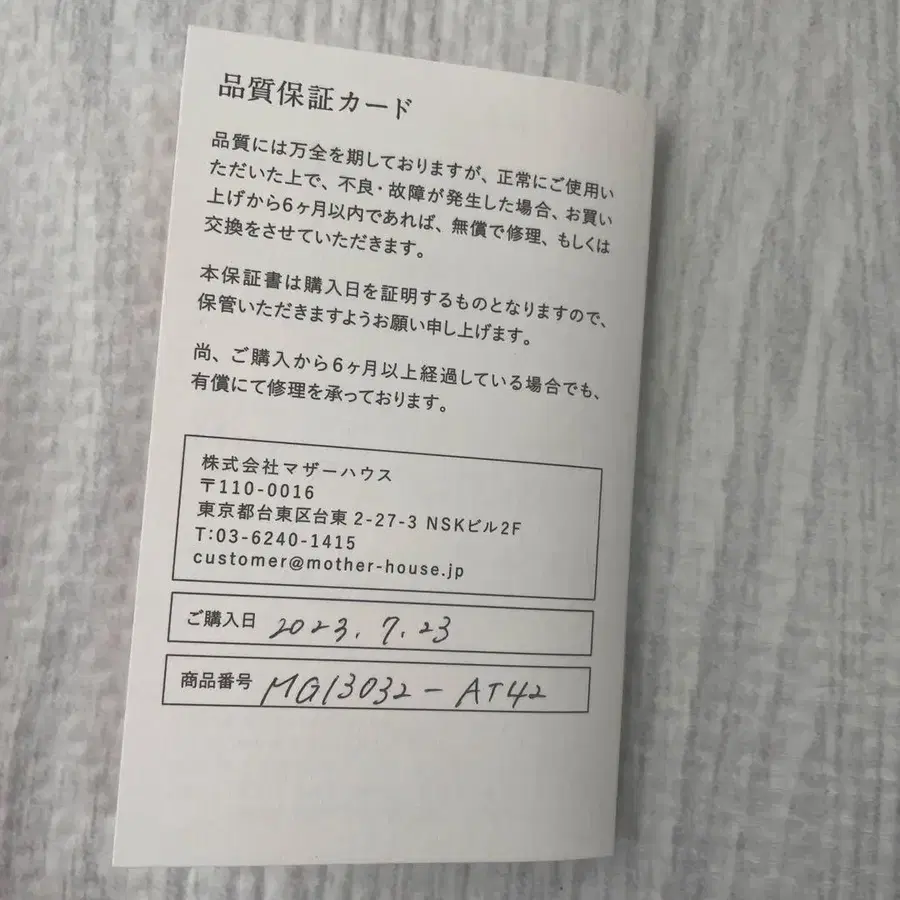 品質保証カード
品質には万全を期しておりますが、正常にご使用い
ただいた上で、不良・故障が発生した場合、お買い
上げから6ヶ月以内であれば、無償で修理、もしくは
交換をさせていただきます。
本保証書は購入日を証明するものとなりますので、
保管いただきますようお願い申し上げます。
尚、ご購入から6ヶ月以上経過している場合でも、
有償にて修理を承っております。
株式会社マザーハウス
〒110-0016
東京都台東区台東 2-27-3 NSKビル2F
T:03-6240-1415
customer@mother-house.jp
ご購入日 2023.7.23
商品番号 MG13032-AT42